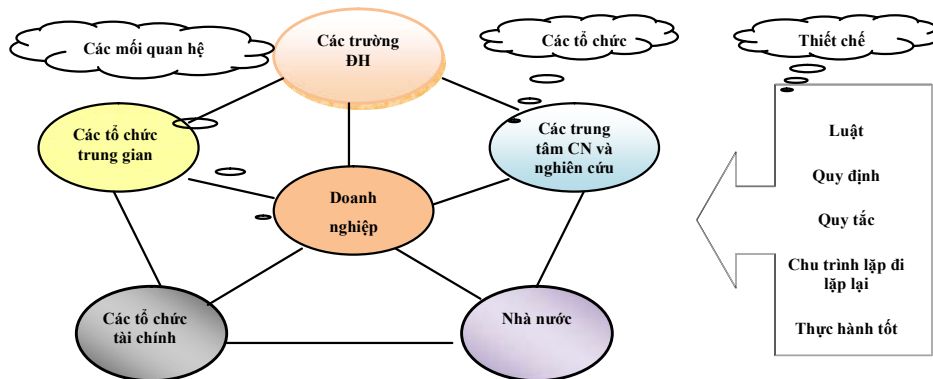 Các mối quan hệ
Các trường
ĐH
Các tổ chức
Thiết chế
Các tổ chức
trung gian
Các trung
tâm CN và
nghiên cứu
Doanh
nghiệp
Các tổ chức
tài chính
Nhà nước
Luật
Quy định
Quy tắc
Chu trình lặp đi
lặp lại
Thực hành tốt